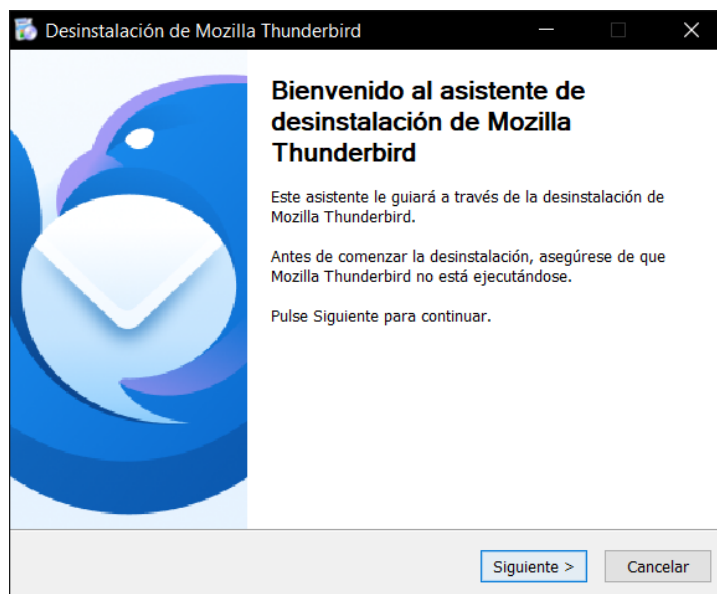 Desinstalación de Mozilla Thunderbird
Bienvenido al asistente de
desinstalación de Mozilla
Thunderbird
Este asistente le guiará a través de la desinstalación de
Mozilla Thunderbird.
Antes de comenzar la desinstalación, asegúrese de que
Mozilla Thunderbird no está ejecutándose.
Pulse Siguiente para continuar.
Siguiente >
Cancelar